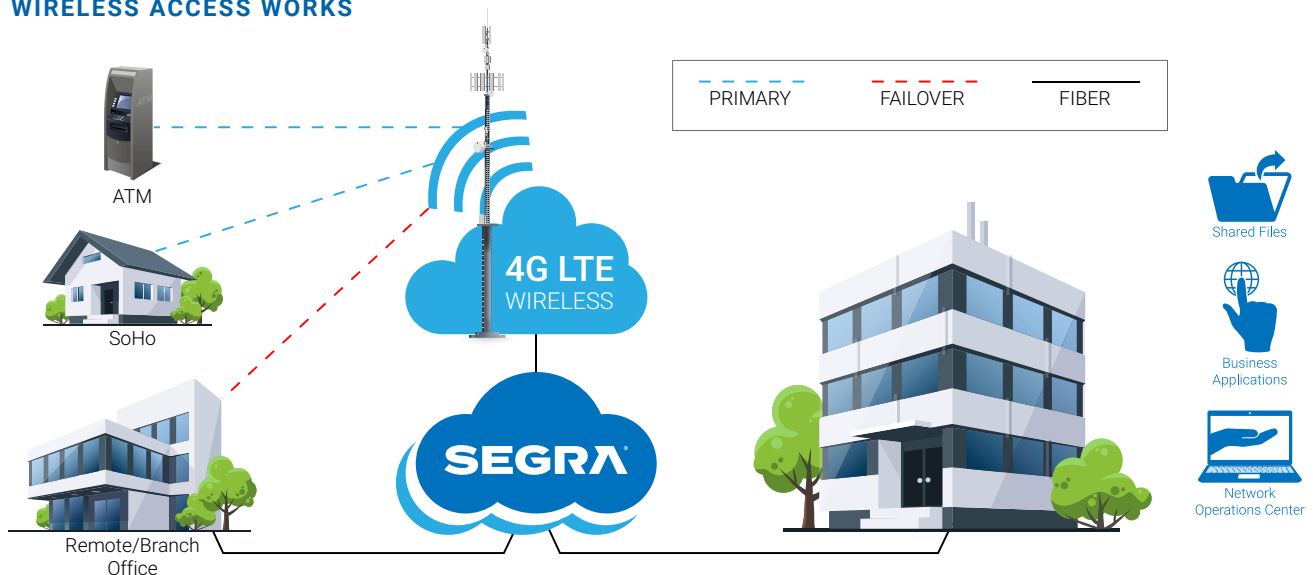 WIRELESS ACCESS WORKS
PRIMARY
FAILOVER
FIBER
ATM
ATM
SoHo
4G LTE
WIRELESS
SEGRA®
Remote/Branch
Office
Shared Files
Business
Applications
Network
Operations Center